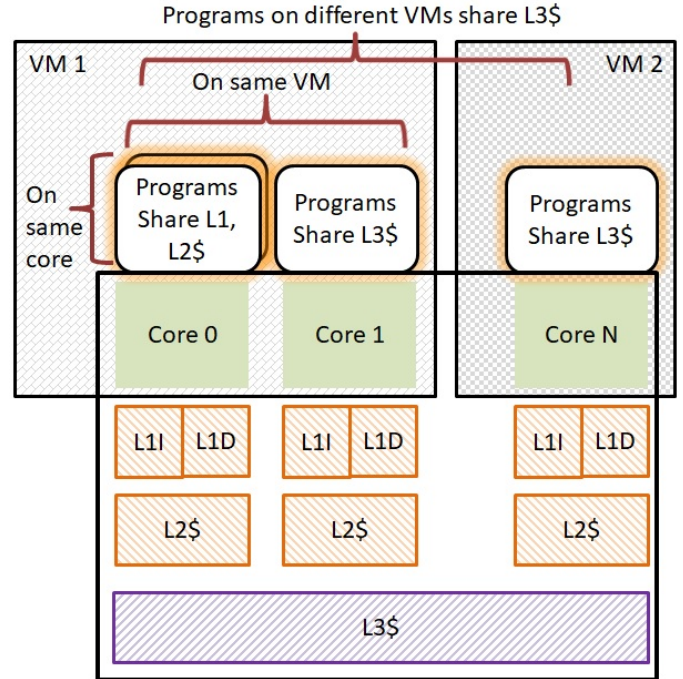 Programs on different VMs share L3$
VM 1
VM 2
On same VM
On
same
core
Programs
Share L1,
L2$
Programs
Share L3$
Programs
Share L3$
Core 0
Core 1
Core N
L1I
L1D
L1I
L1D
L1I
L1D
L2$
L2$
L2$
L3$